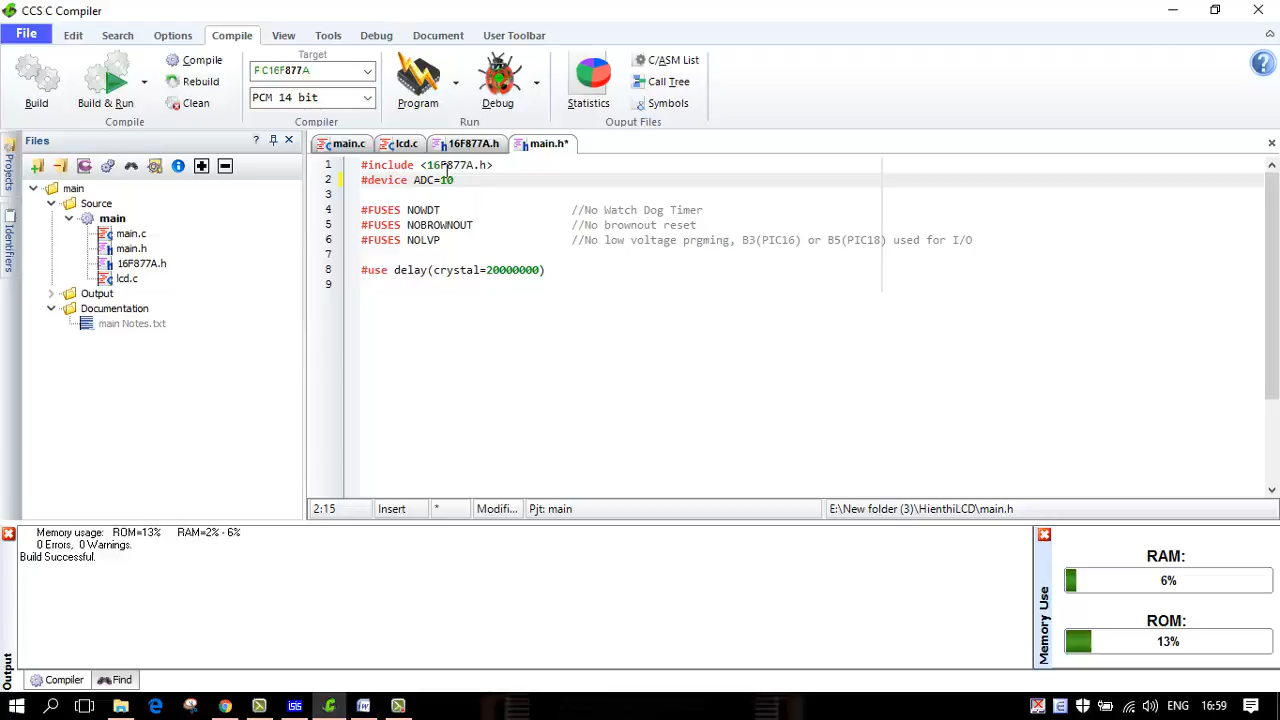 CCS C Compiler
File Edit Search Options Compile View Tools Debug Document User Toolbar
Target
Compile
Rebuild
Clean
Build
Build & Run
Compile
PIC16F877A
PCM 14 bit
Compiler
Program
Debug
Run
Statistics
C/ASM List
Call Tree
Symbols
Ouput Files
Projects
Identifiers
Files
main
Source
main
main.c
main.h
16F877A.h
lcd.c
Output
Documentation
main Notes.txt
main.c lcd.c 16F877A.h main.h*
1 #include <16F877A.h>
2 #device ADC=10
3
4 #FUSES NOWDT //No Watch Dog Timer
5 #FUSES NOBROWNOUT //No brownout reset
6 #FUSES NOLVP //No low voltage prgming, B3(PIC16) or B5(PIC18) used for I/O
7
8 #use delay(crystal=20000000)
9
2:15 Insert * Modifi... Pjt: main E:\New folder (3)\HienthiLCD\main.h
Memory usage: ROM=13% RAM=2% - 6%
0 Errors, 0 Warnings.
Build Successful.
Output
Memory Use
RAM:
6%
ROM:
13%
Compiler Find
ISIS
ENG 16:59